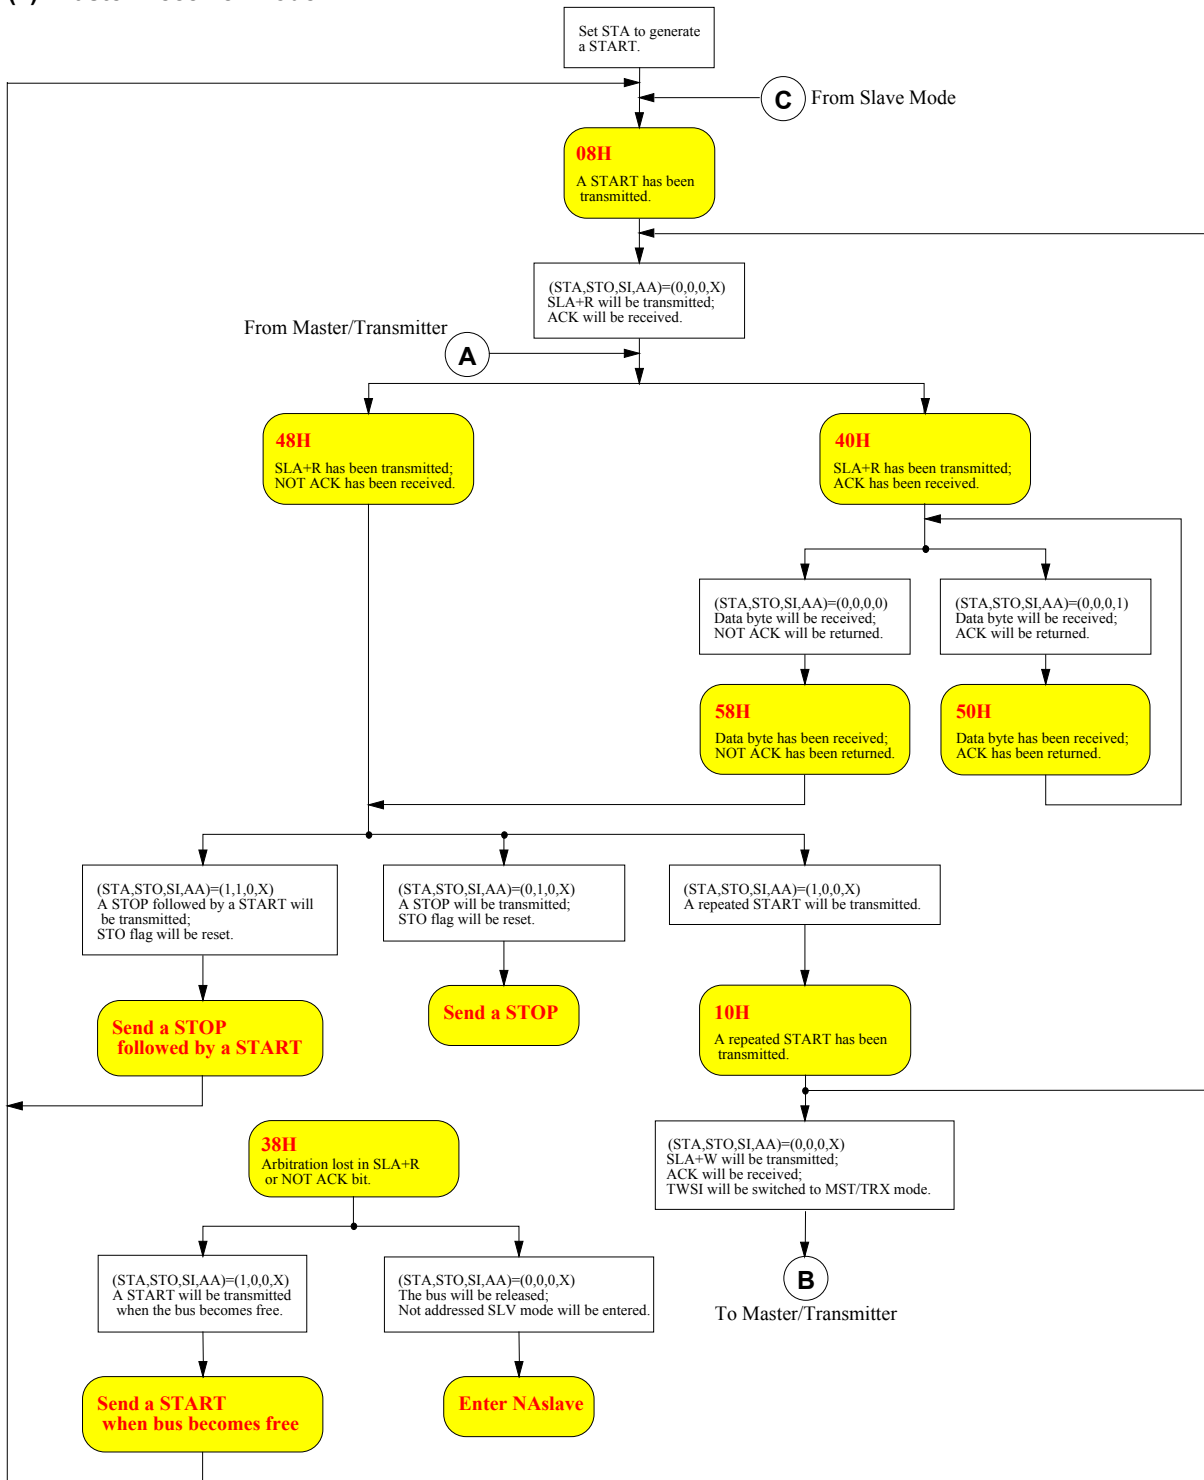 Set STA to generate
a START.
C
From Slave Mode
08H
A START has been
transmitted.
(STA,STO,SI,AA)=(0,0,0,X)
SLA+R will be transmitted;
ACK will be received.
From Master/Transmitter
A
48H
SLA+R has been transmitted;
NOT ACK has been received.
40H
SLA+R has been transmitted;
ACK has been received.
(STA,STO,SI,AA)=(0,0,0,0)
Data byte will be received;
NOT ACK will be returned.
(STA,STO,SI,AA)=(0,0,0,1)
Data byte will be received;
ACK will be returned.
58H
Data byte has been received;
NOT ACK has been returned.
50H
Data byte has been received;
ACK has been returned.
(STA,STO,SI,AA)=(1,1,0,X)
A STOP followed by a START will
be transmitted;
STO flag will be reset.
(STA,STO,SI,AA)=(0,1,0,X)
A STOP will be transmitted;
STO flag will be reset.
(STA,STO,SI,AA)=(1,0,0,X)
A repeated START will be transmitted.
Send a STOP
followed by a START
Send a STOP
10H
A repeated START has been
transmitted.
38H
Arbitration lost in SLA+R
or NOT ACK bit.
(STA,STO,SI,AA)=(0,0,0,X)
SLA+W will be transmitted;
ACK will be received;
TWSI will be switched to MST/TRX mode.
(STA,STO,SI,AA)=(1,0,0,X)
A START will be transmitted
when the bus becomes free.
(STA,STO,SI,AA)=(0,0,0,X)
The bus will be released;
Not addressed SLV mode will be entered.
B
To Master/Transmitter
Send a START
when bus becomes free
Enter NAslave